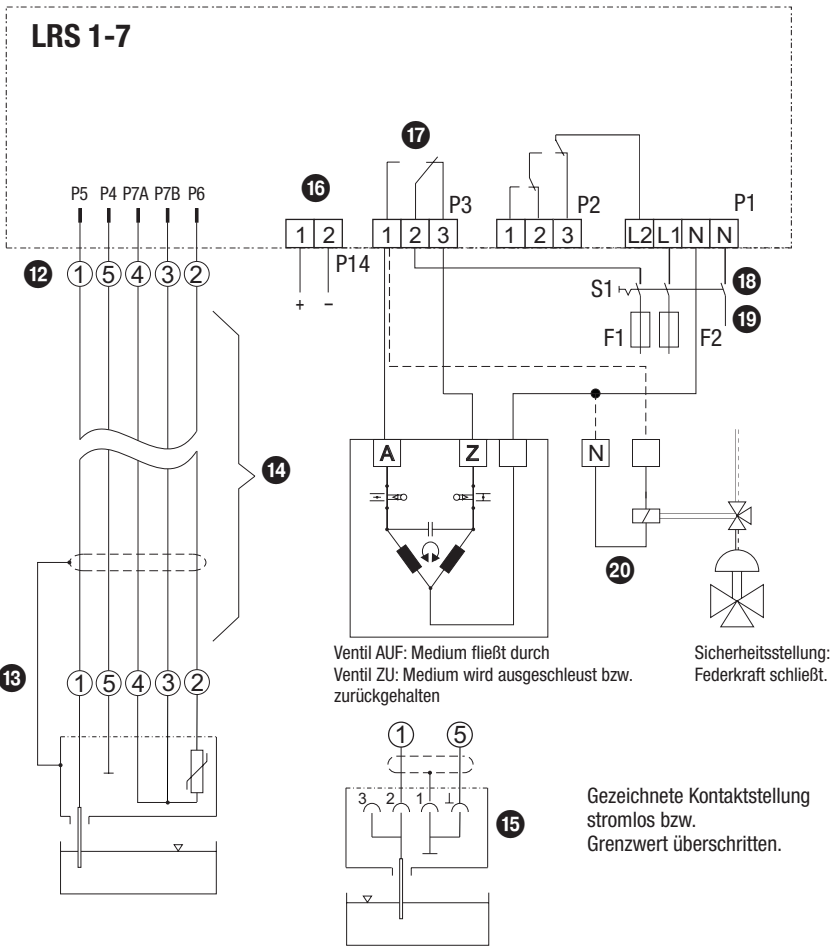 LRS 1-7
17
16
P5 P4 P7A P7B P6
P3
P2
P1
1 2
1 2 3
1 2 3
L2 L1 N N
P14
12
1 5 4 3 2
+ −
S1
18
19
F1
F2
14
A
Z
N
20
13
1 5 4 3 2
Ventil AUF: Medium fließt durch
Ventil ZU: Medium wird ausgeschleust bzw.
zurückgehalten
Sicherheitsstellung:
Federkraft schließt.
1 5
3 2 1 ⊥
15
Gezeichnete Kontaktstellung
stromlos bzw.
Grenzwert überschritten.